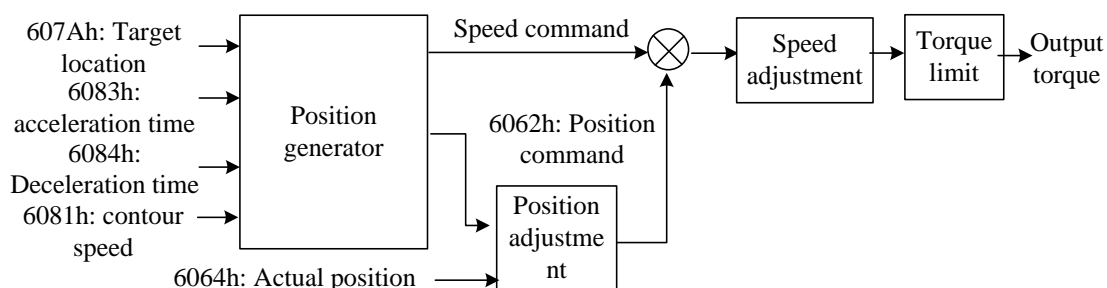 607Ah: Target
location
6083h:
acceleration time
6084h:
Deceleration time
6081h: contour
speed
Position
generator
Speed command
6062h: Position
command
Position
adjustme
nt
6064h: Actual position
Speed
adjustment
Torque
limit
Output
torque